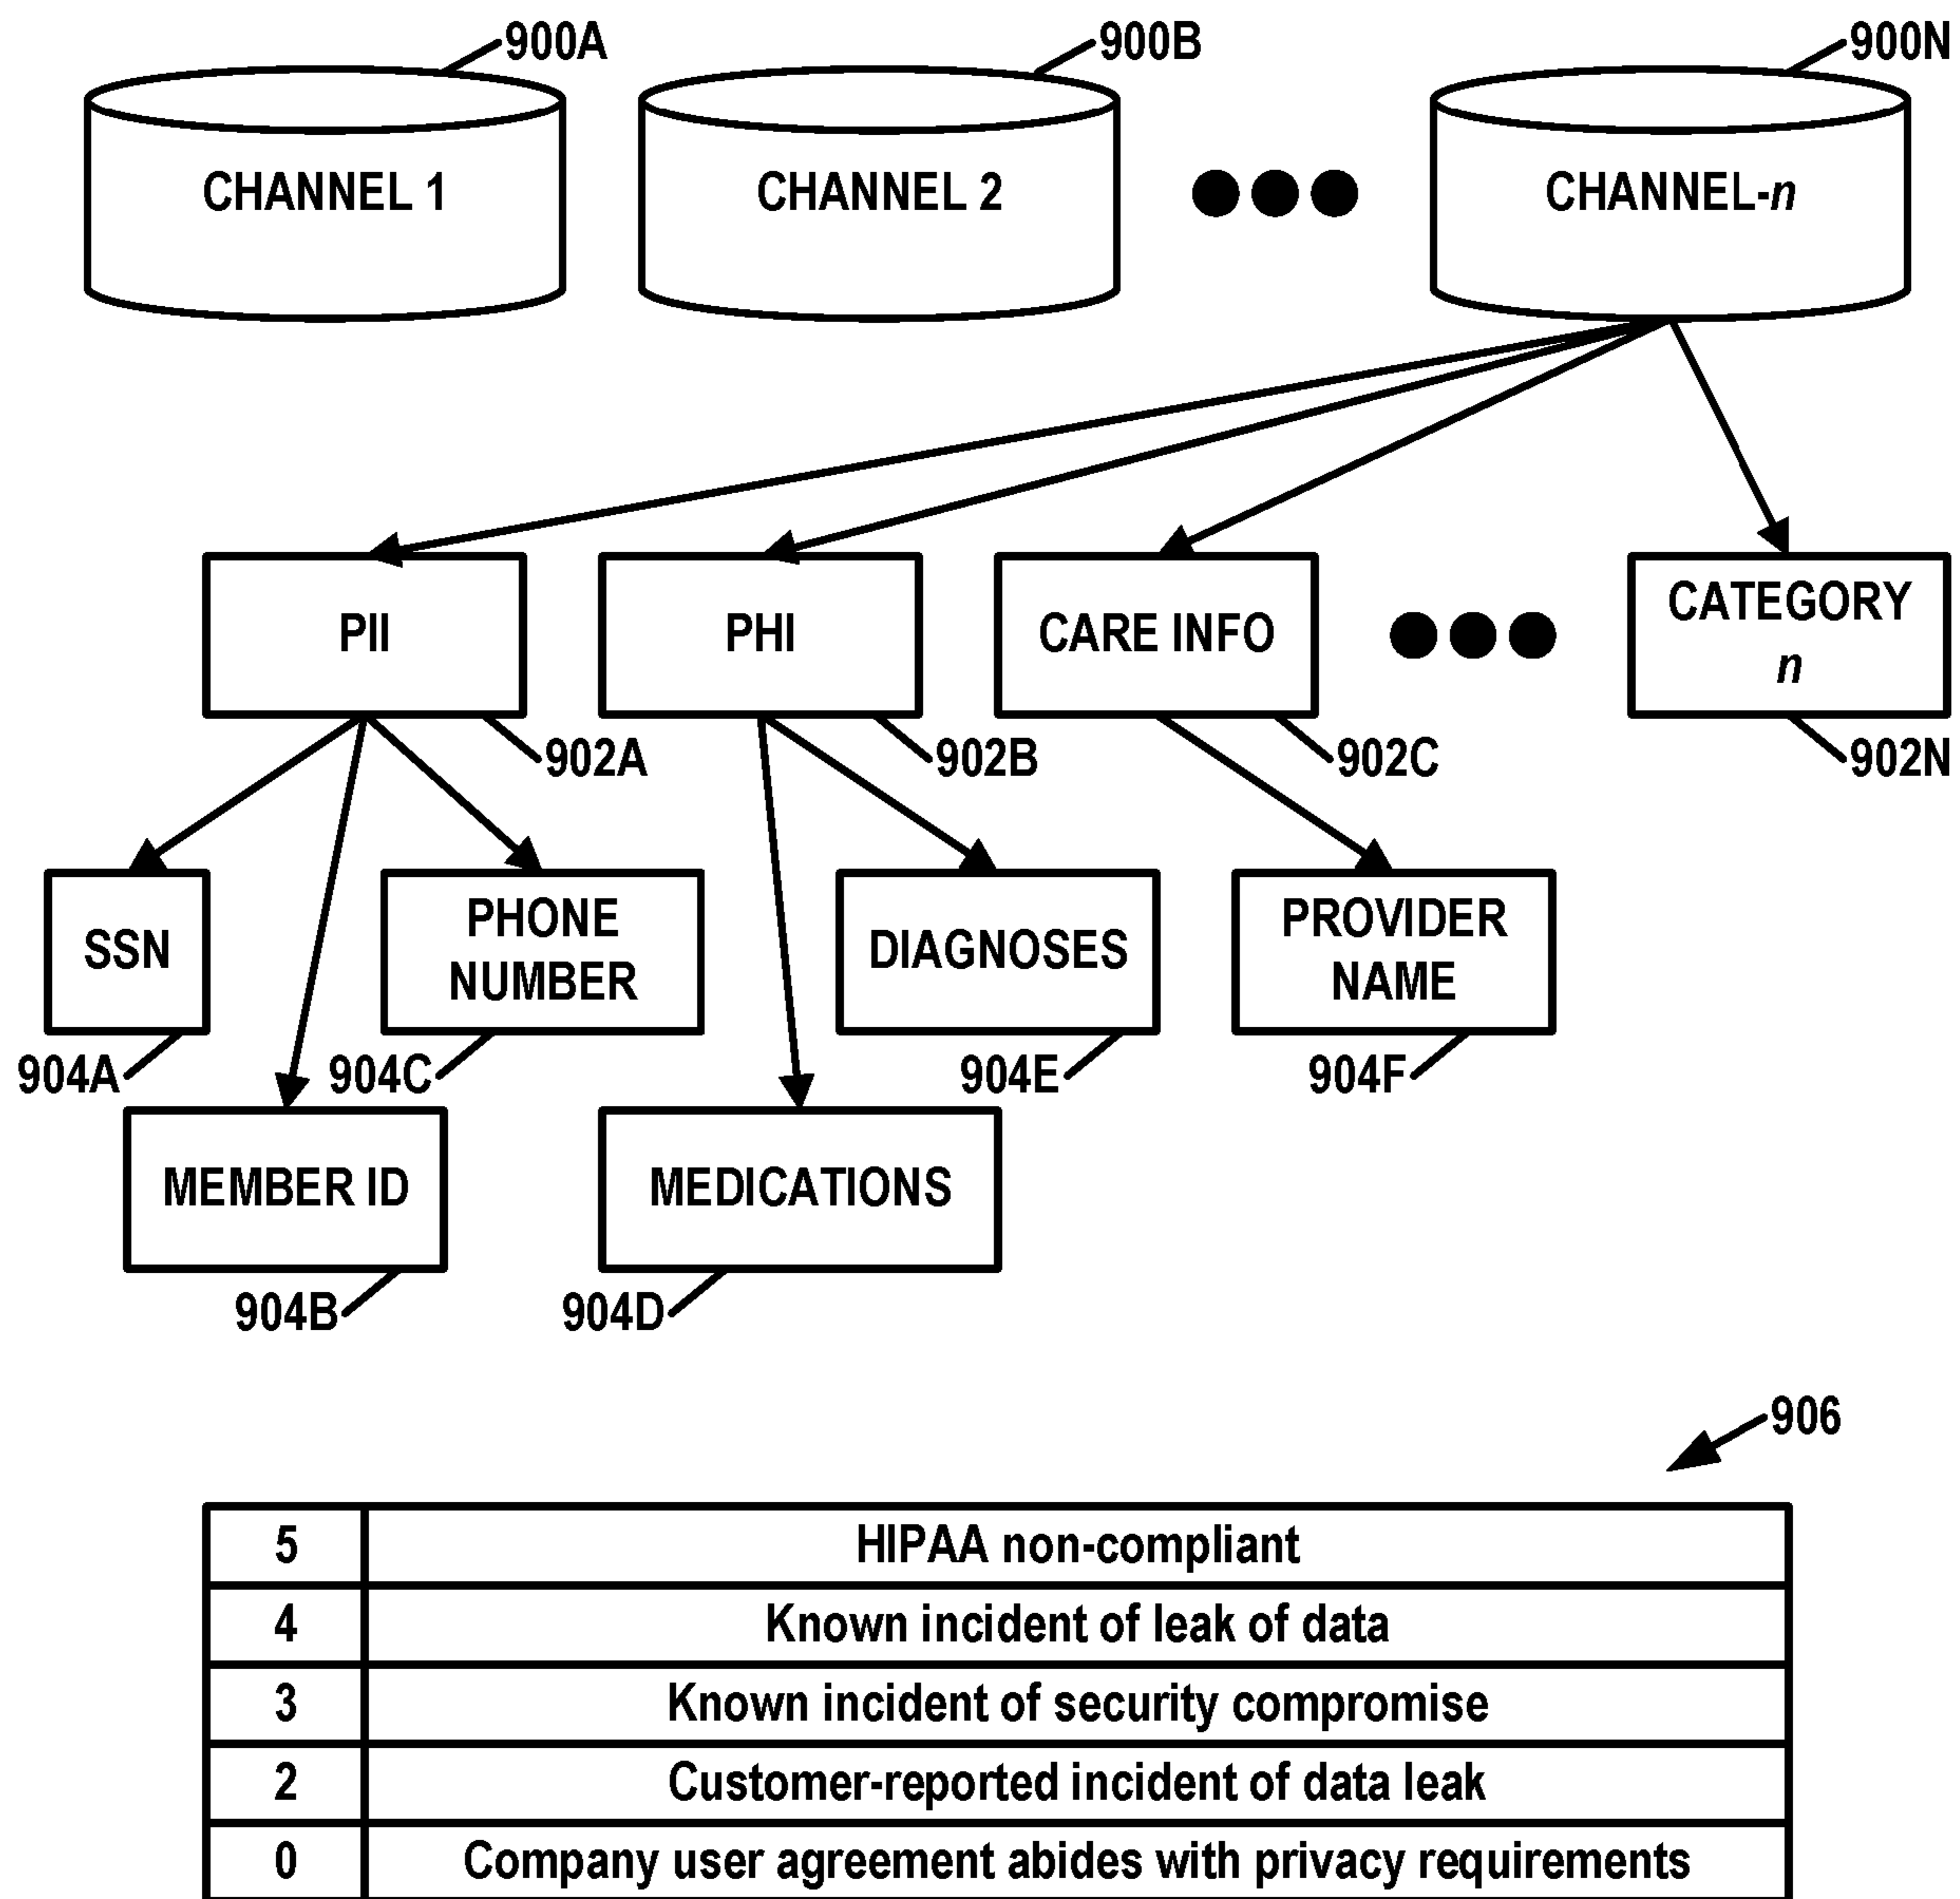 900A
900B
900N
CHANNEL 1
CHANNEL 2
CHANNEL-n
PII
PHI
CARE INFO
CATEGORY
n
902A
902B
902C
902N
SSN
PHONE
NUMBER
DIAGNOSES
PROVIDER
NAME
904A
904C
904E
904F
MEMBER ID
MEDICATIONS
904B
904D
906
5 HIPAA non-compliant
4 Known incident of leak of data
3 Known incident of security compromise
2 Customer-reported incident of data leak
0 Company user agreement abides with privacy requirements